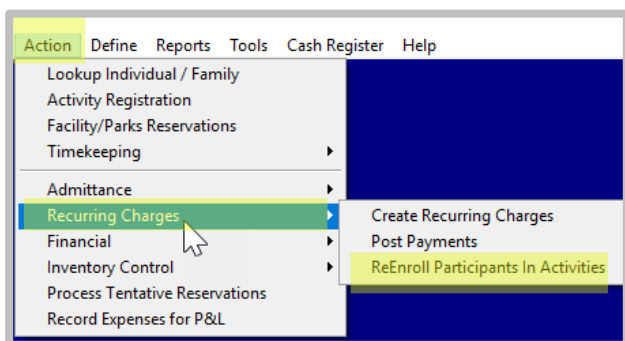 Action Define Reports Tools Cash Register Help
Lookup Individual / Family
Activity Registration
Facility/Parks Reservations
Timekeeping
Admittance
Recurring Charges
Create Recurring Charges
Financial
Post Payments
Inventory Control
ReEnroll Participants In Activities
Process Tentative Reservations
Record Expenses for P&L